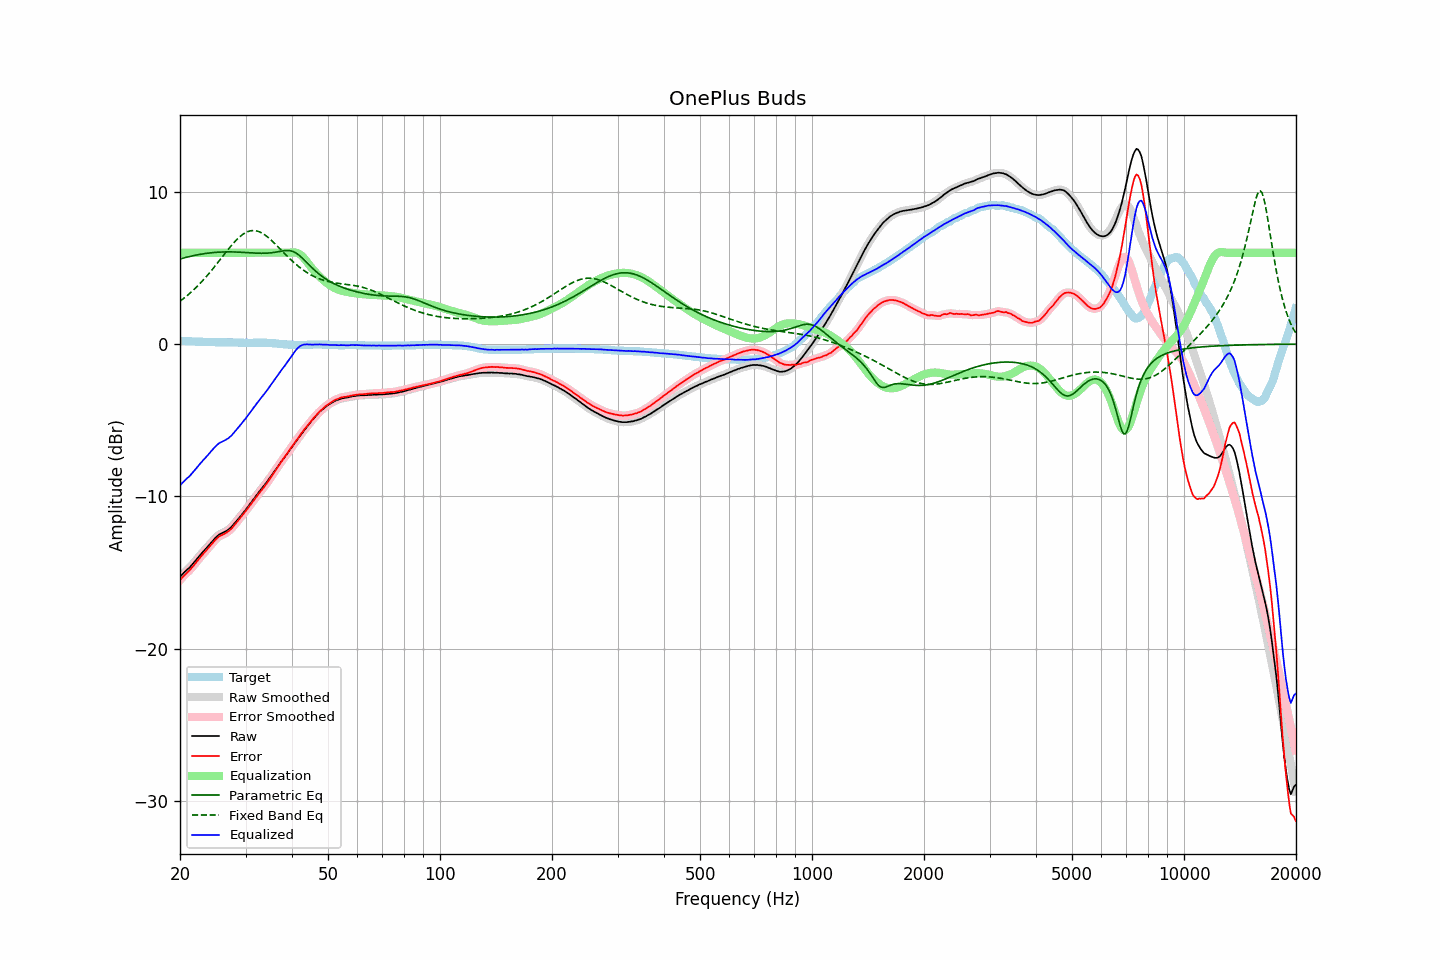 OnePlus Buds
Amplitude (dBr)
10
0
−10
−20
−30
Target
Raw Smoothed
Error Smoothed
Raw
Error
Equalization
Parametric Eq
Fixed Band Eq
Equalized
20 50 100 200 500 1000 2000 5000 10000 20000
Frequency (Hz)